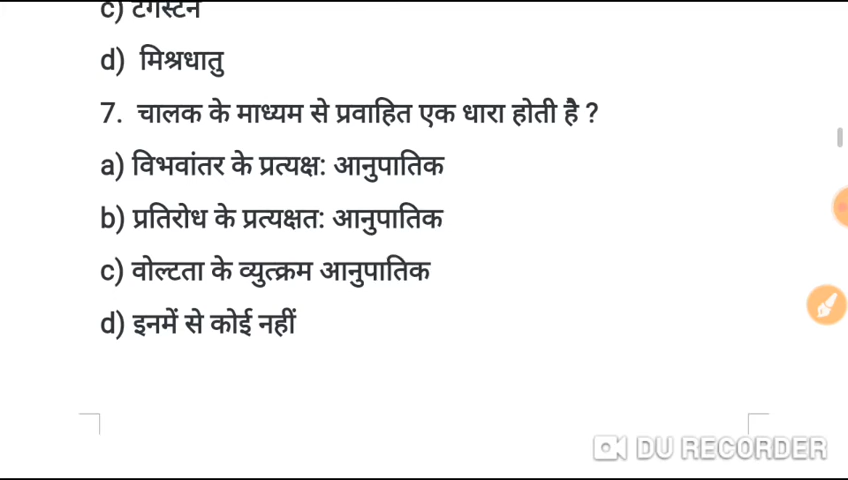 c) टंगस्टन
d) मिश्रधातु
7. चालक के माध्यम से प्रवाहित एक धारा होती है ?
a) विभवांतर के प्रत्यक्ष: आनुपातिक
b) प्रतिरोध के प्रत्यक्षत: आनुपातिक
c) वोल्टता के व्युत्क्रम आनुपातिक
d) इनमें से कोई नहीं
DU RECORDER